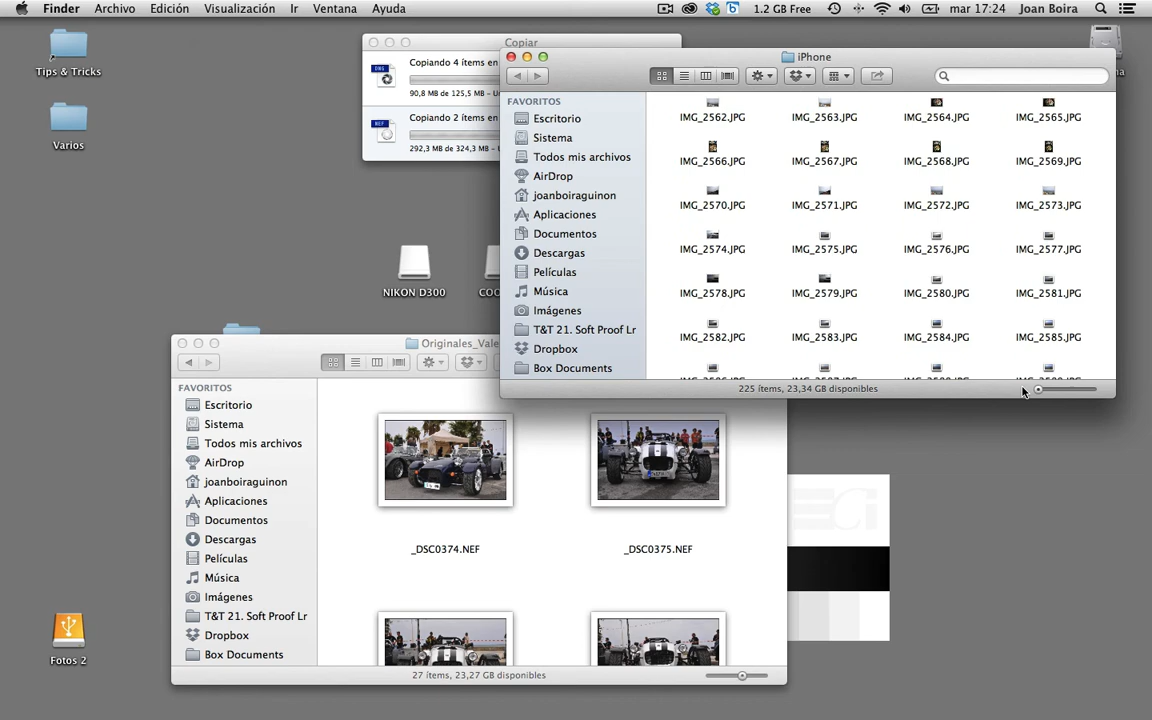 Finder Archivo Edición Visualización Ir Ventana Ayuda 1.2 GB Free mar 17:24 Joan Boira
Tips & Tricks
Varios
Fotos 2
NIKON D300
Copiar
DNG
Copiando 4 ítems en
90,8 MB de 125,5 MB -
NEF
Copiando 2 ítems en
292,3 MB de 324,3 MB -
iPhone
FAVORITOS
Escritorio
Sistema
Todos mis archivos
AirDrop
joanboiraguinon
Aplicaciones
Documentos
Descargas
Películas
Música
Imágenes
T&T 21. Soft Proof Lr
Dropbox
Box Documents
IMG_2562.JPG IMG_2563.JPG IMG_2564.JPG IMG_2565.JPG
IMG_2566.JPG IMG_2567.JPG IMG_2568.JPG IMG_2569.JPG
IMG_2570.JPG IMG_2571.JPG IMG_2572.JPG IMG_2573.JPG
IMG_2574.JPG IMG_2575.JPG IMG_2576.JPG IMG_2577.JPG
IMG_2578.JPG IMG_2579.JPG IMG_2580.JPG IMG_2581.JPG
IMG_2582.JPG IMG_2583.JPG IMG_2584.JPG IMG_2585.JPG
225 ítems, 23,34 GB disponibles
Originales_Vale
FAVORITOS
Escritorio
Sistema
Todos mis archivos
AirDrop
joanboiraguinon
Aplicaciones
Documentos
Descargas
Películas
Música
Imágenes
T&T 21. Soft Proof Lr
Dropbox
Box Documents
_DSC0374.NEF _DSC0375.NEF
27 ítems, 23,27 GB disponibles
eci